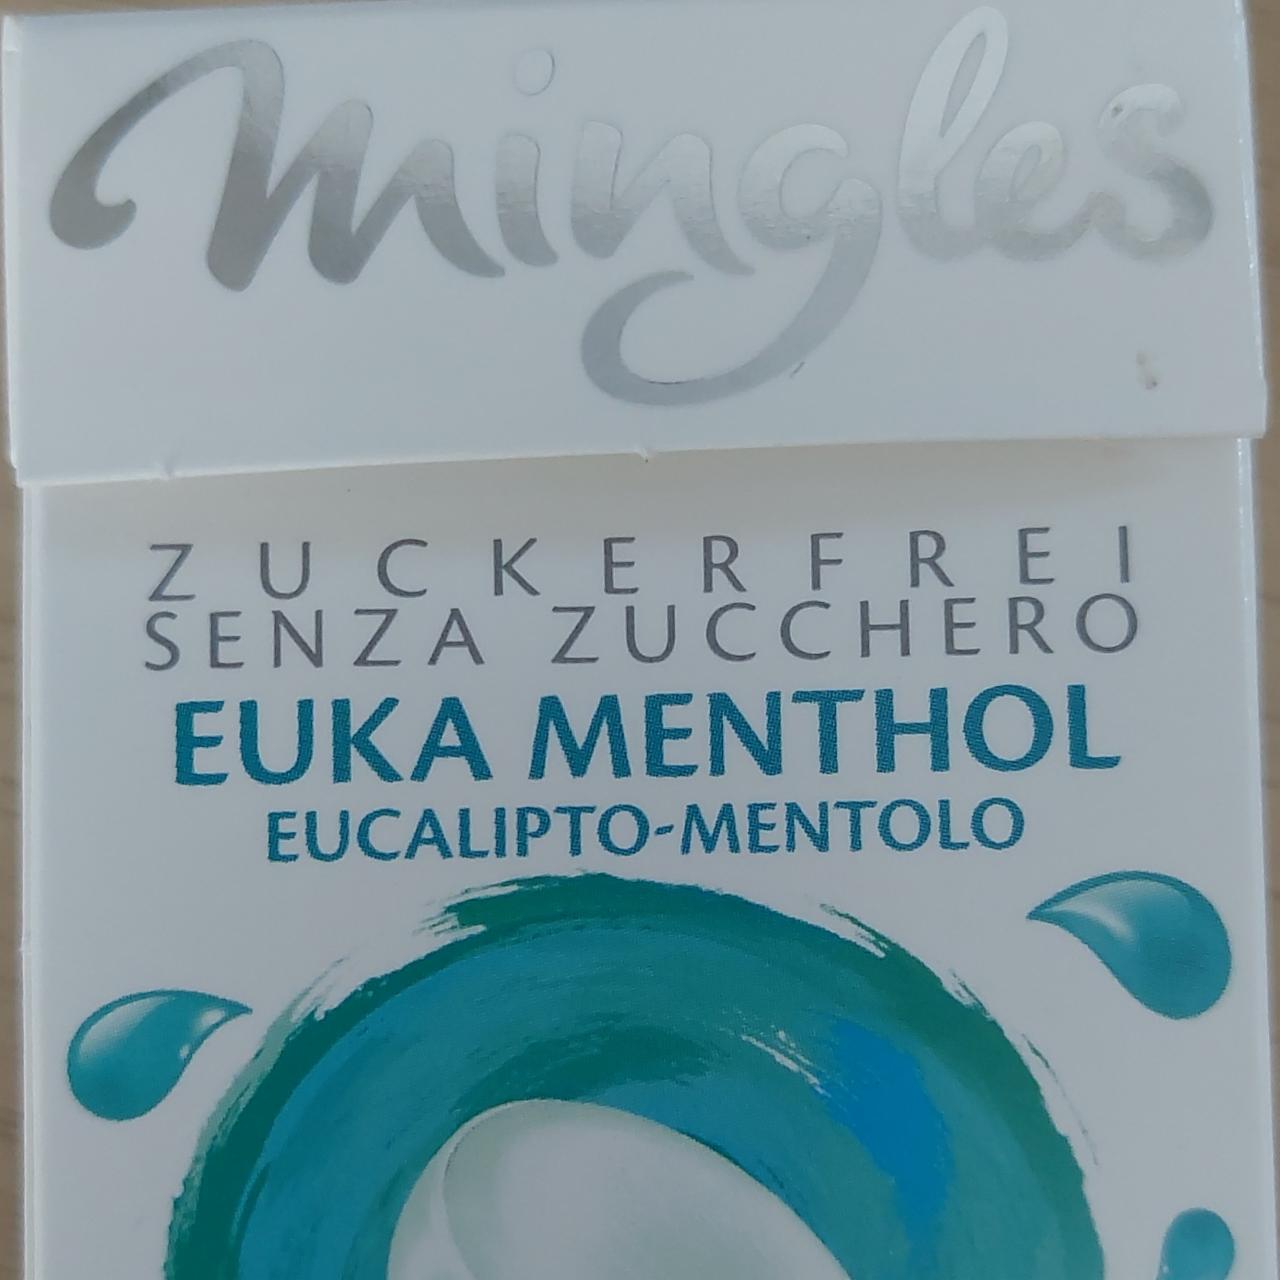 mingles
ZUCKERFREI
SENZA ZUCCHERO
EUKA MENTHOL
EUCALIPTO-MENTOLO